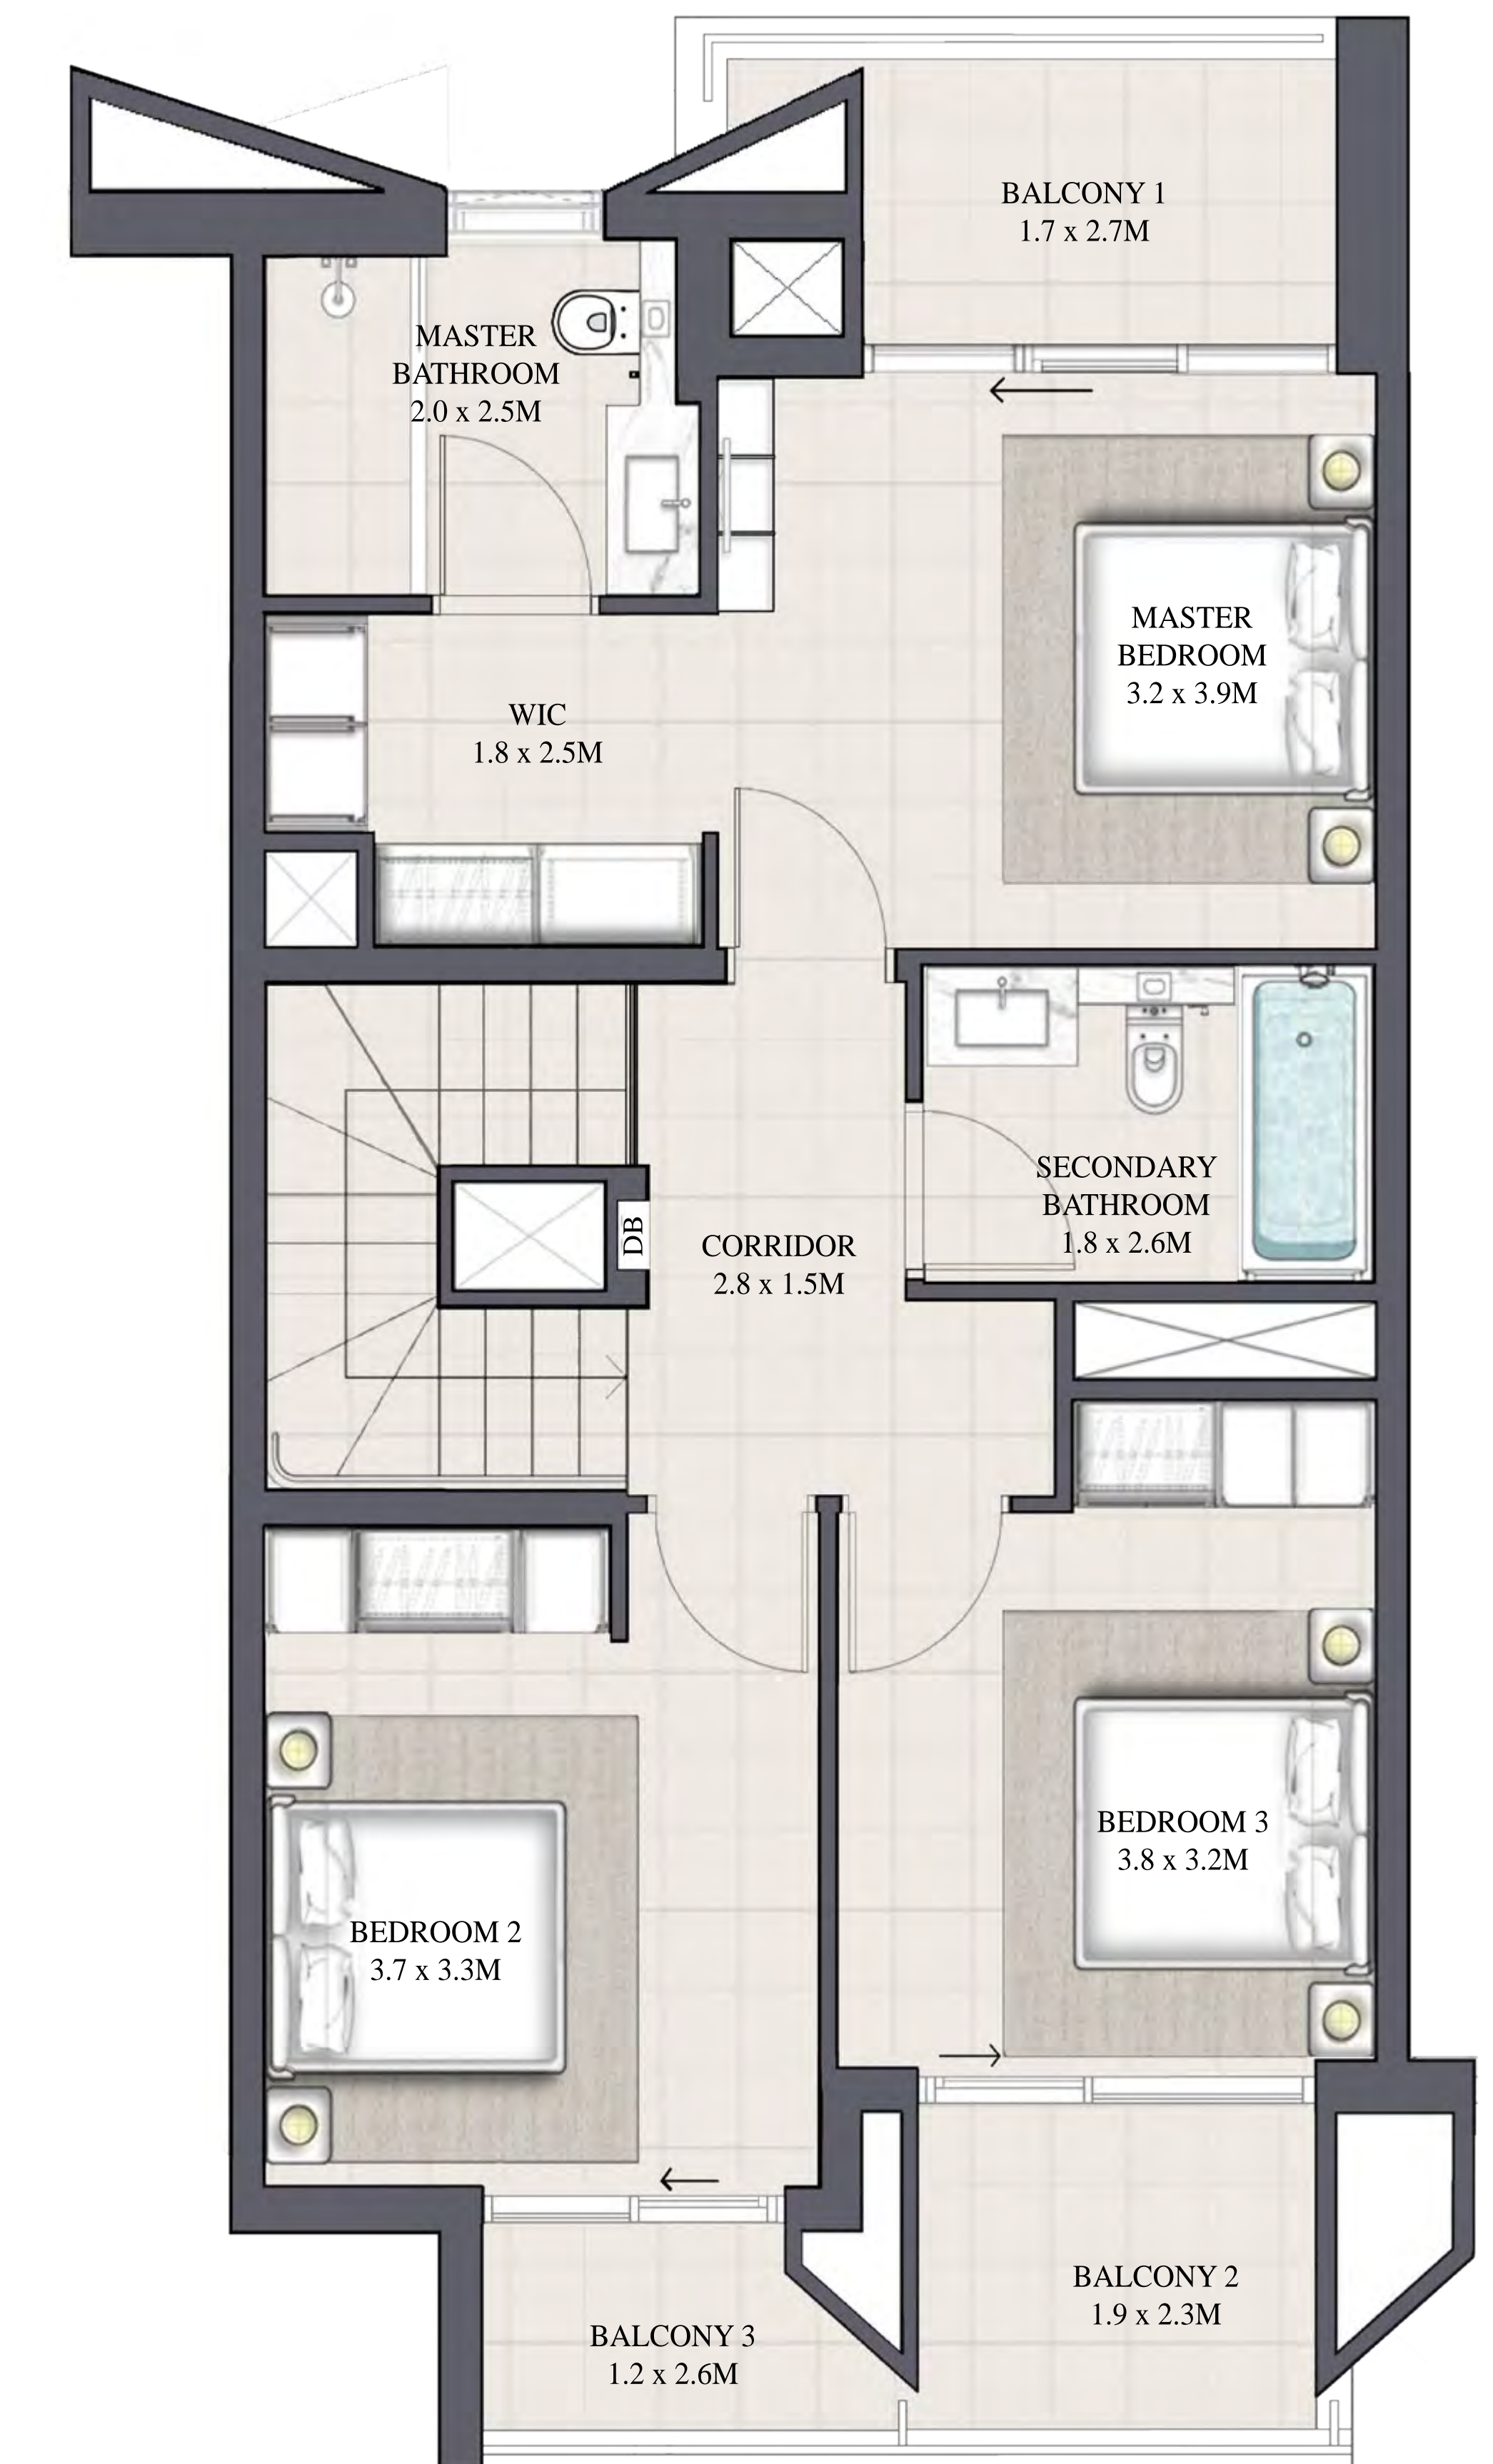 BALCONY 1
1.7 x 2.7M
MASTER
BATHROOM
2.0 x 2.5M
MASTER
BEDROOM
3.2 x 3.9M
WIC
1.8 x 2.5M
SECONDARY
BATHROOM
1.8 x 2.6M
DB
CORRIDOR
2.8 x 1.5M
BEDROOM 3
3.8 x 3.2M
BEDROOM 2
3.7 x 3.3M
BALCONY 2
1.9 x 2.3M
BALCONY 3
1.2 x 2.6M